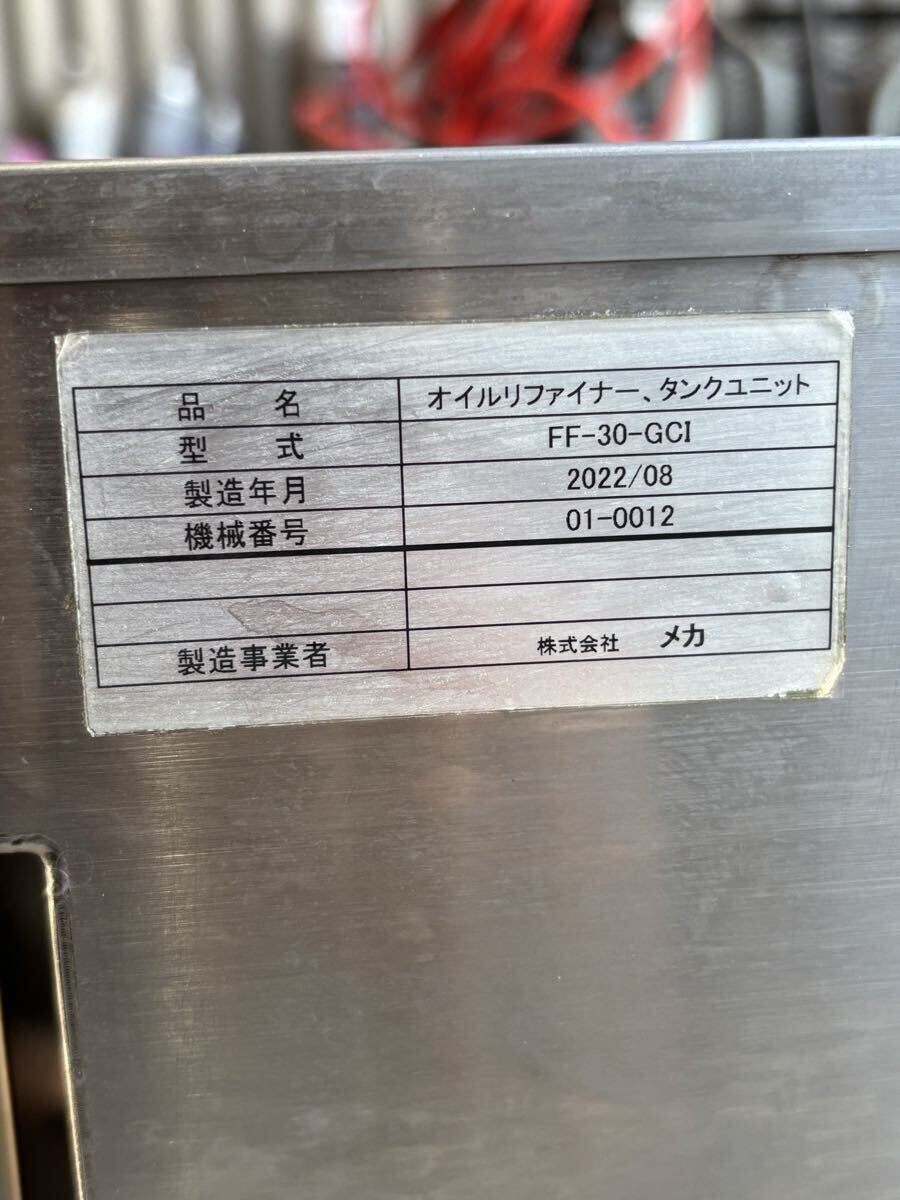 品 名 オイルリファイナー、タンクユニット
型 式 FF-30-GCI
製造年月 2022/08
機械番号 01-0012
製造事業者 株式会社 メカ